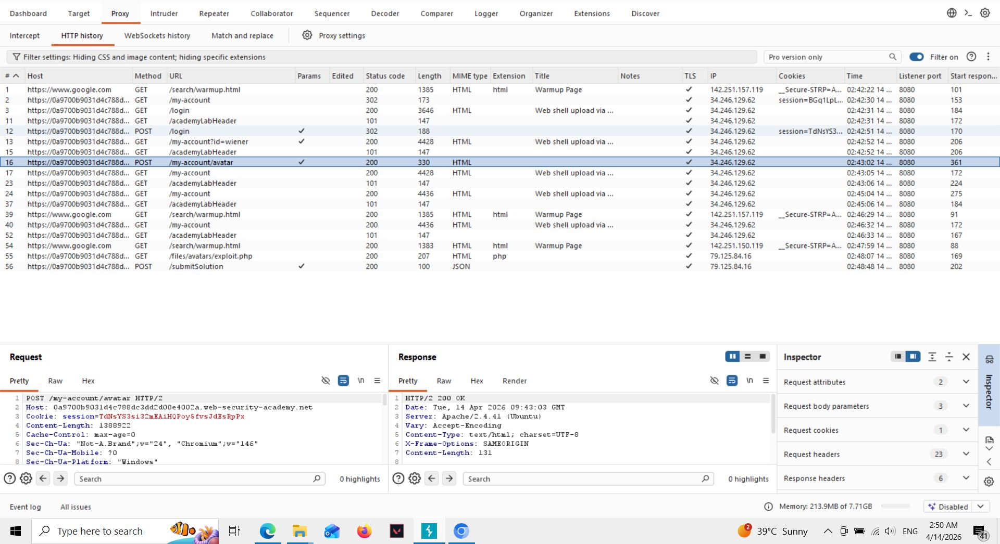 Dashboard Target Proxy Intruder Repeater Collaborator Sequencer Decoder Comparer Logger Organizer Extensions Discover
Intercept HTTP history WebSockets history Match and replace Proxy settings
Filter settings: Hiding CSS and image content; hiding specific extensions Pro version only Filter on
# Host Method URL Params Edited Status code Length MIME type Extension Title Notes TLS IP Cookies Time Listener port Start respon...
1 https://www.google.com GET /search/warmup.html 200 1385 HTML html Warmup Page ✓ 142.251.157.119 __Secure-STRP=A... 02:42:22 14 ... 8080 101
2 https://0a9700b9031d4c788d... GET /my-account 302 173 ✓ 34.246.129.62 session=BGq1LpL... 02:42:30 14 ... 8080 153
3 https://0a9700b9031d4c788d... GET /login 200 3646 HTML Web shell upload via ... ✓ 34.246.129.62 02:42:31 14 ... 8080 184
11 https://0a9700b9031d4c788d... GET /academyLabHeader 101 147 ✓ 34.246.129.62 02:42:31 14 ... 8080 172
12 https://0a9700b9031d4c788d... POST /login ✓ 302 188 ✓ 34.246.129.62 session=TdNsYS3... 02:42:51 14 ... 8080 170
13 https://0a9700b9031d4c788d... GET /my-account?id=wiener ✓ 200 4428 HTML Web shell upload via ... ✓ 34.246.129.62 02:42:52 14 ... 8080 206
15 https://0a9700b9031d4c788d... GET /academyLabHeader 101 147 ✓ 34.246.129.62 02:42:52 14 ... 8080 206
16 https://0a9700b9031d4c788d... POST /my-account/avatar ✓ 200 330 HTML ✓ 34.246.129.62 02:43:02 14 ... 8080 361
17 https://0a9700b9031d4c788d... GET /my-account 200 4428 HTML Web shell upload via ... ✓ 34.246.129.62 02:43:05 14 ... 8080 172
23 https://0a9700b9031d4c788d... GET /academyLabHeader 101 147 ✓ 34.246.129.62 02:43:06 14 ... 8080 224
24 https://0a9700b9031d4c788d... GET /my-account 200 4436 HTML Web shell upload via ... ✓ 34.246.129.62 02:45:04 14 ... 8080 275
37 https://0a9700b9031d4c788d... GET /academyLabHeader 101 147 ✓ 34.246.129.62 02:45:06 14 ... 8080 184
39 https://www.google.com GET /search/warmup.html 200 1385 HTML html Warmup Page ✓ 142.251.157.119 __Secure-STRP=A... 02:46:29 14 ... 8080 91
40 https://0a9700b9031d4c788d... GET /my-account 200 4436 HTML Web shell upload via ... ✓ 34.246.129.62 02:46:32 14 ... 8080 172
52 https://0a9700b9031d4c788d... GET /academyLabHeader 101 147 ✓ 34.246.129.62 02:46:33 14 ... 8080 167
54 https://www.google.com GET /search/warmup.html 200 1383 HTML html Warmup Page ✓ 142.251.150.119 __Secure-STRP=A... 02:47:59 14 ... 8080 88
55 https://0a9700b9031d4c788d... GET /files/avatars/exploit.php 200 207 HTML php ✓ 79.125.84.16 02:48:07 14 ... 8080 169
56 https://0a9700b9031d4c788d... POST /submitSolution ✓ 200 100 JSON ✓ 79.125.84.16 02:48:48 14 ... 8080 202
Request
Pretty Raw Hex \n
1 POST /my-account/avatar HTTP/2
2 Host: 0a9700b9031d4c788dc3dd2d00e4002a.web-security-academy.net
3 Cookie: session=TdNsYS3si32mEAiHQPoy5fvsJdEsRpPx
4 Content-Length: 1388922
5 Cache-Control: max-age=0
6 Sec-Ch-Ua: "Not-A.Brand";v="24", "Chromium";v="146"
7 Sec-Ch-Ua-Mobile: ?0
8 Sec-Ch-Ua-Platform: "Windows"
Search 0 highlights
Response
Pretty Raw Hex Render \n
1 HTTP/2 200 OK
2 Date: Tue, 14 Apr 2026 09:43:03 GMT
3 Server: Apache/2.4.41 (Ubuntu)
4 Vary: Accept-Encoding
5 Content-Type: text/html; charset=UTF-8
6 X-Frame-Options: SAMEORIGIN
7 Content-Length: 131
8
Search 0 highlights
Inspector
Request attributes 2
Request body parameters 3
Request cookies 1
Request headers 23
Response headers 6
Inspector
Event log All issues Memory: 213.9MB of 7.71GB Disabled
Type here to search 2 39°C Sunny ENG 2:50 AM
4/14/2026
41